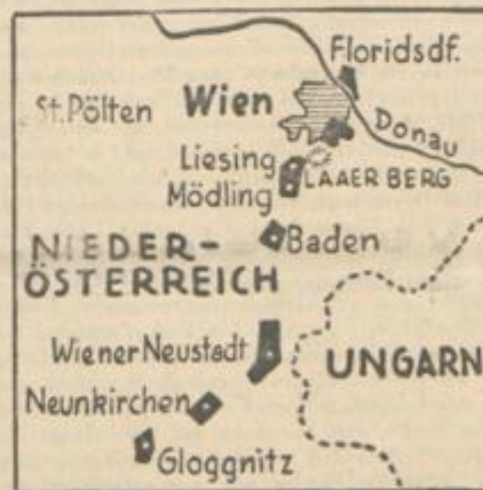 Floridsdf.
St. Pölten
Wien
Donau
Liesing
LAAER BERG
Mödling
Baden
NIEDER-
ÖSTERREICH
Wiener Neustadt
UNGARN
Neunkirchen
Gloggnitz